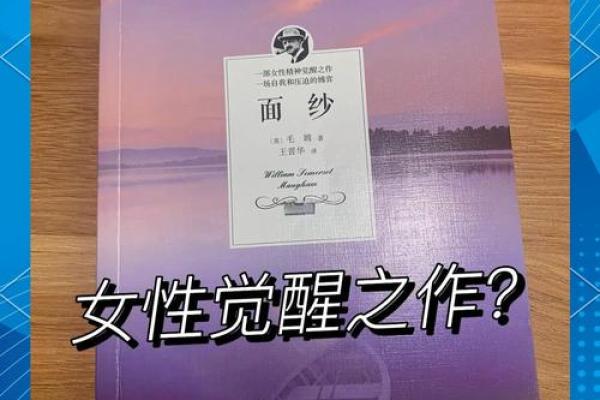 一部女性精神觉醒之作
一场自我和压迫的博弈
面纱
[英] 毛姆 著
王晋华 译
William Somerset
Maugham
女性觉醒之作?